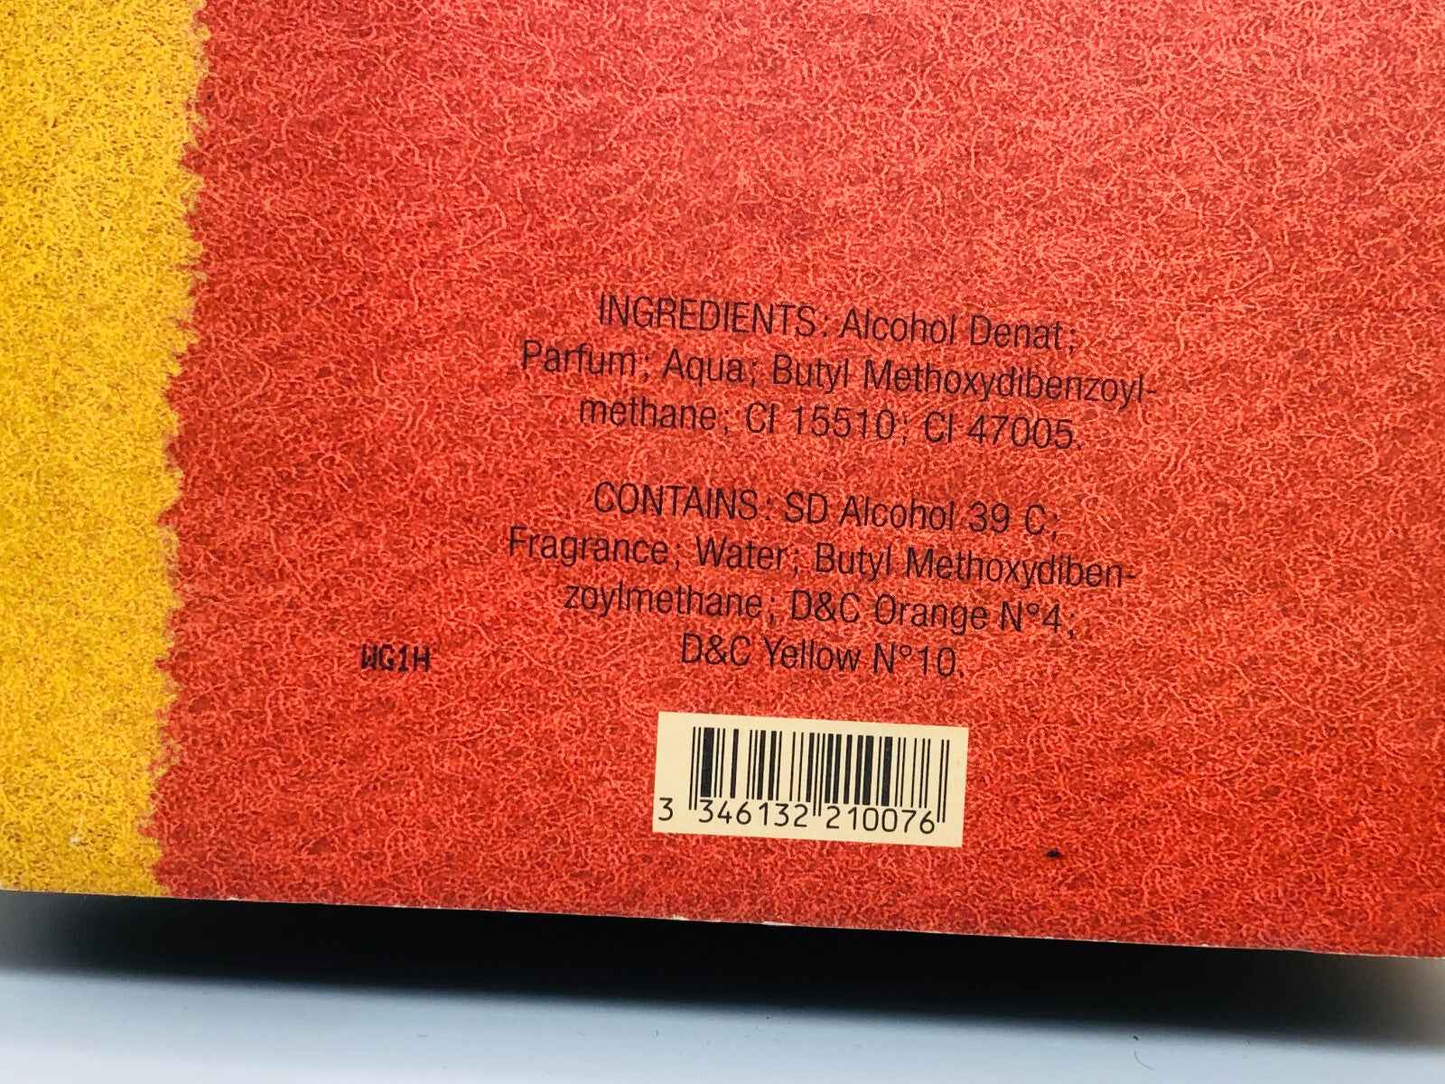 INGREDIENTS: Alcohol Denat;
Parfum; Aqua; Butyl Methoxydibenzoyl-
methane; CI 15510; CI 47005.
CONTAINS: SD Alcohol 39 C;
Fragrance; Water; Butyl Methoxydiben-
zoylmethane; D&C Orange N°4;
D&C Yellow N°10.
WG1H
3 346132 210076